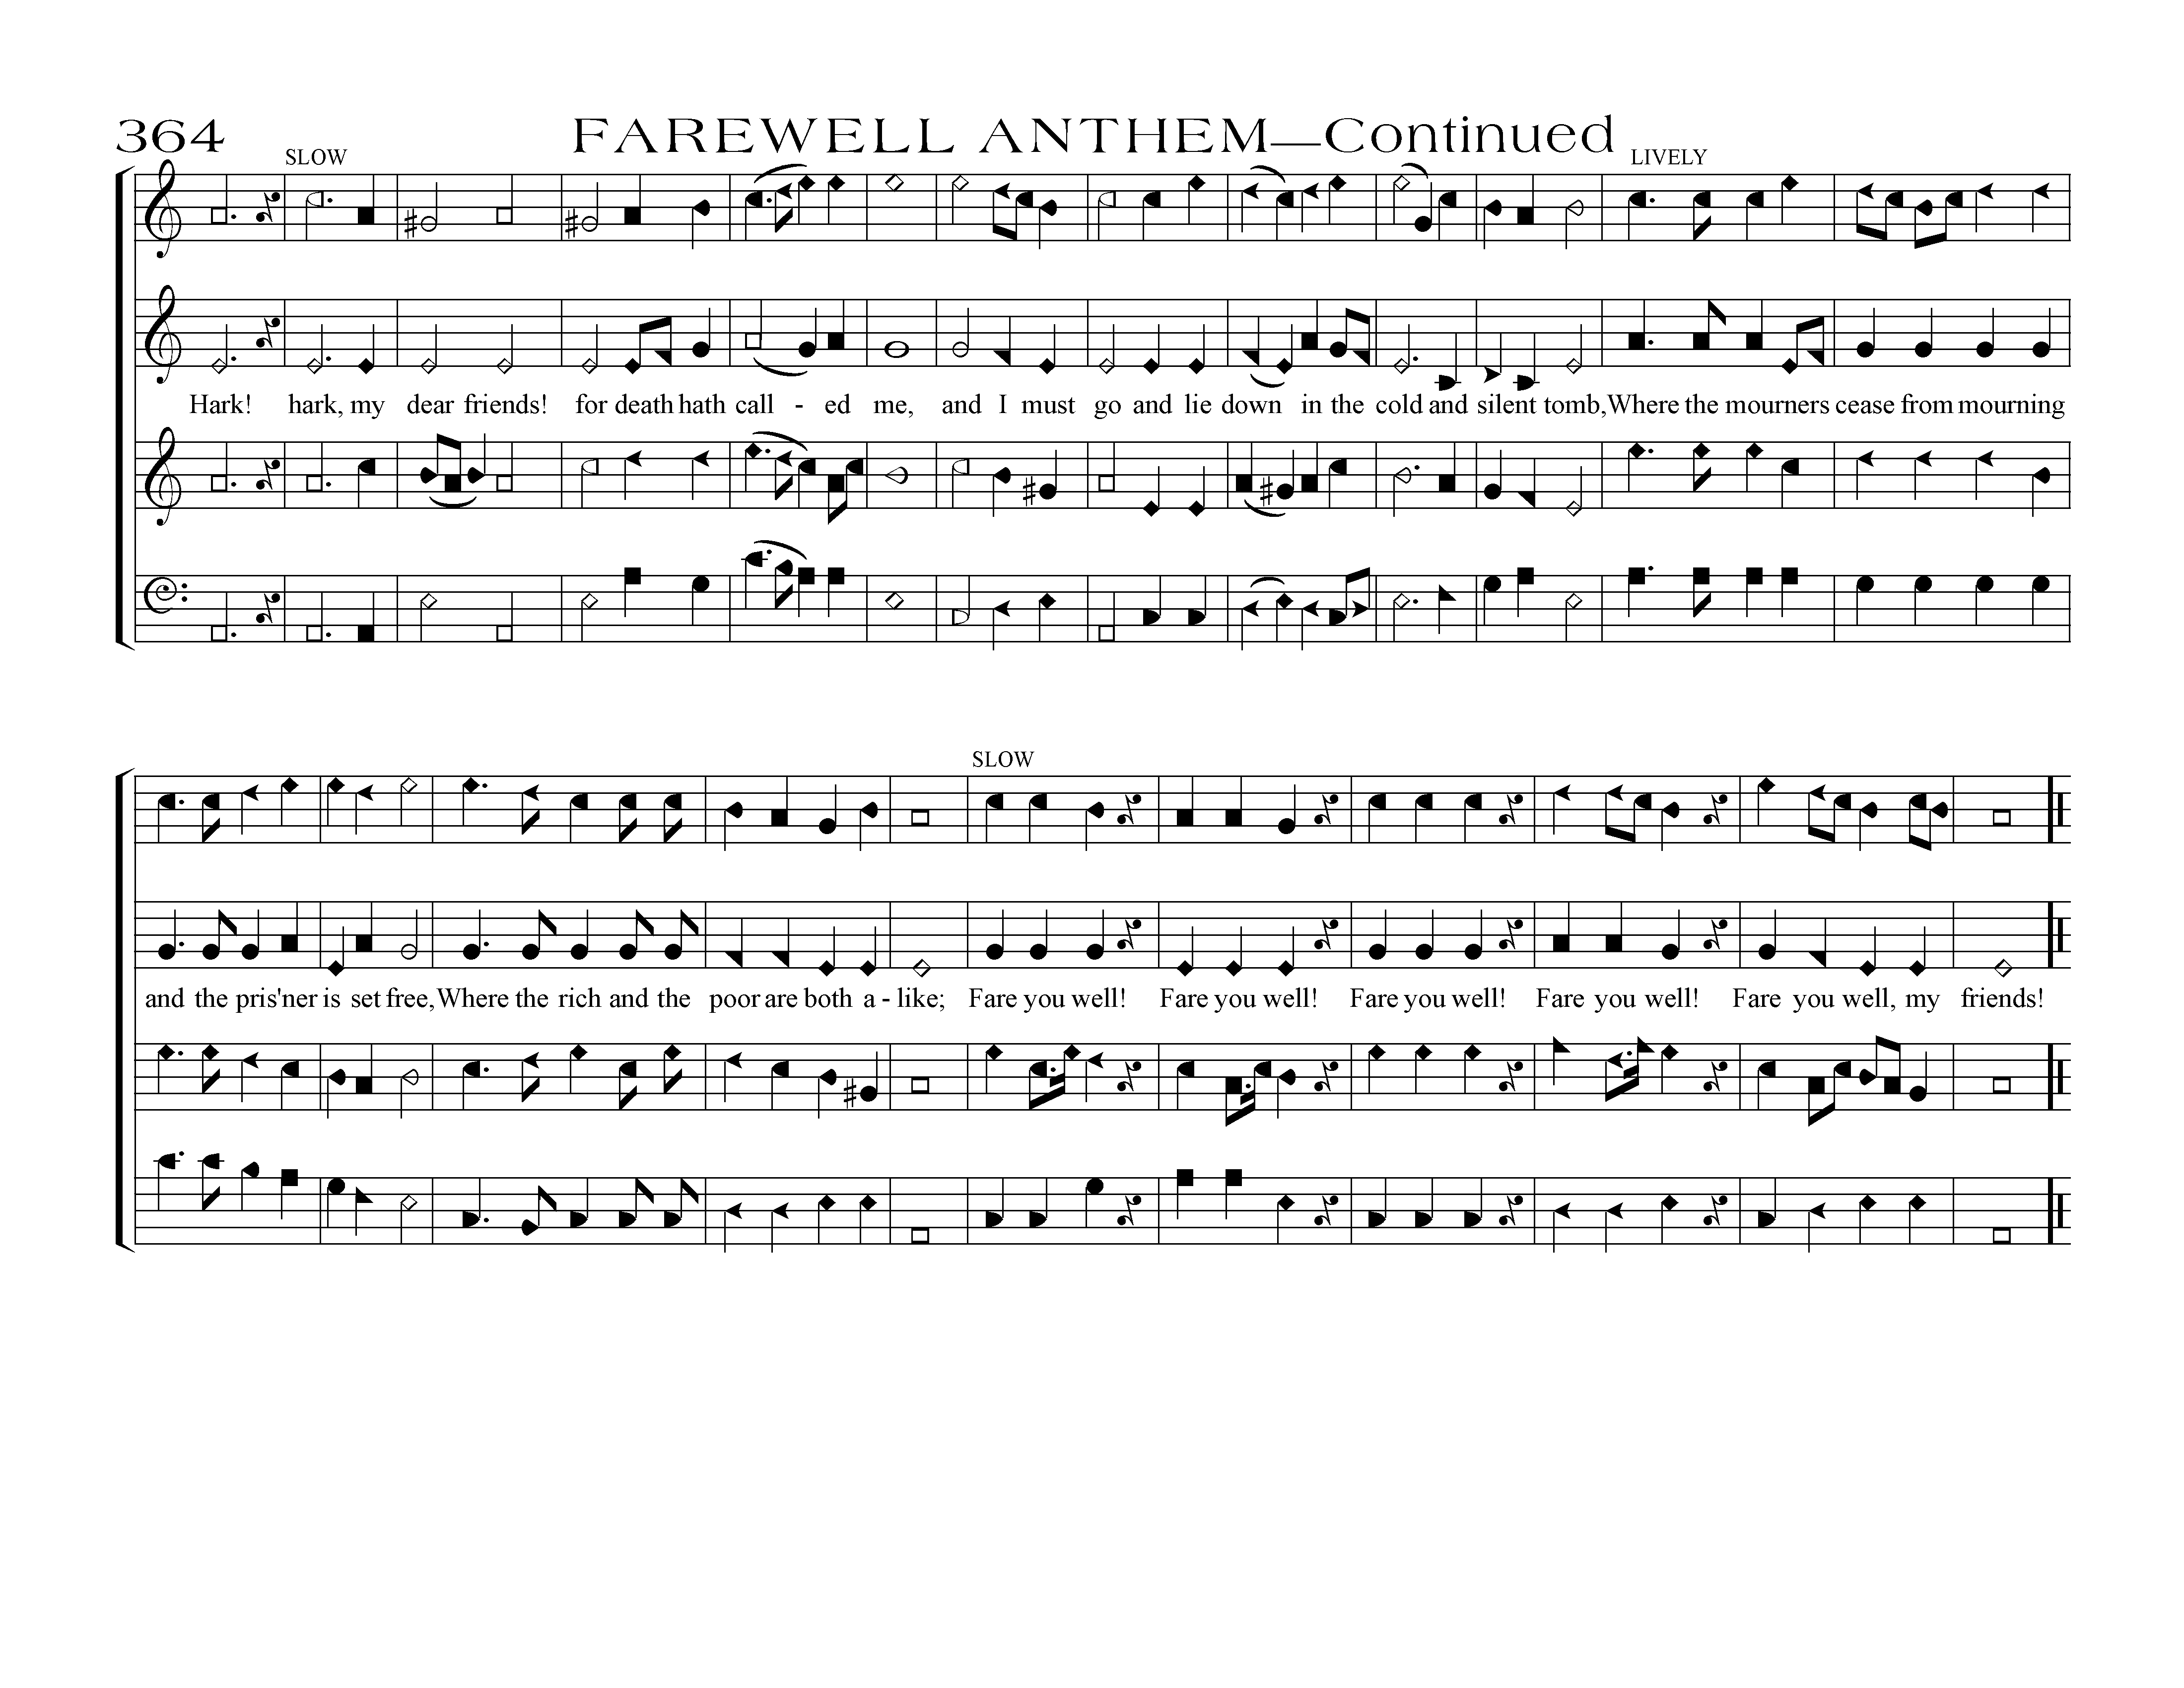 364 FAREWELL ANTHEM—Continued
SLOW LIVELY
Hark! hark, my dear friends! for death hath call - ed me, and I must go and lie down in the cold and silent tomb, Where the mourners cease from mourning
SLOW
and the pris'ner is set free, Where the rich and the poor are both a - like; Fare you well! Fare you well! Fare you well! Fare you well! Fare you well, my friends!